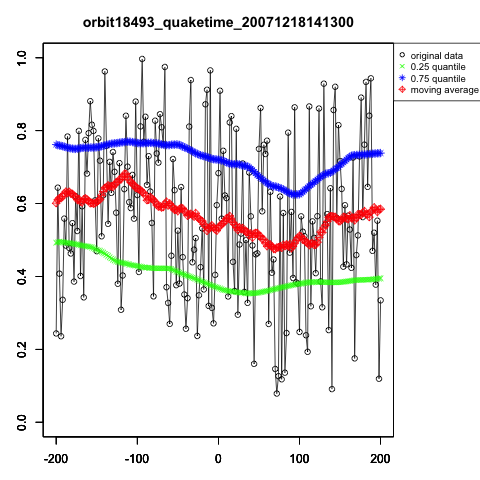 orbit18493_quaketime_20071218141300
original data
0.25 quantile
0.75 quantile
moving average
1.0
0.8
0.6
0.4
0.2
0.0
-200 -100 0 100 200